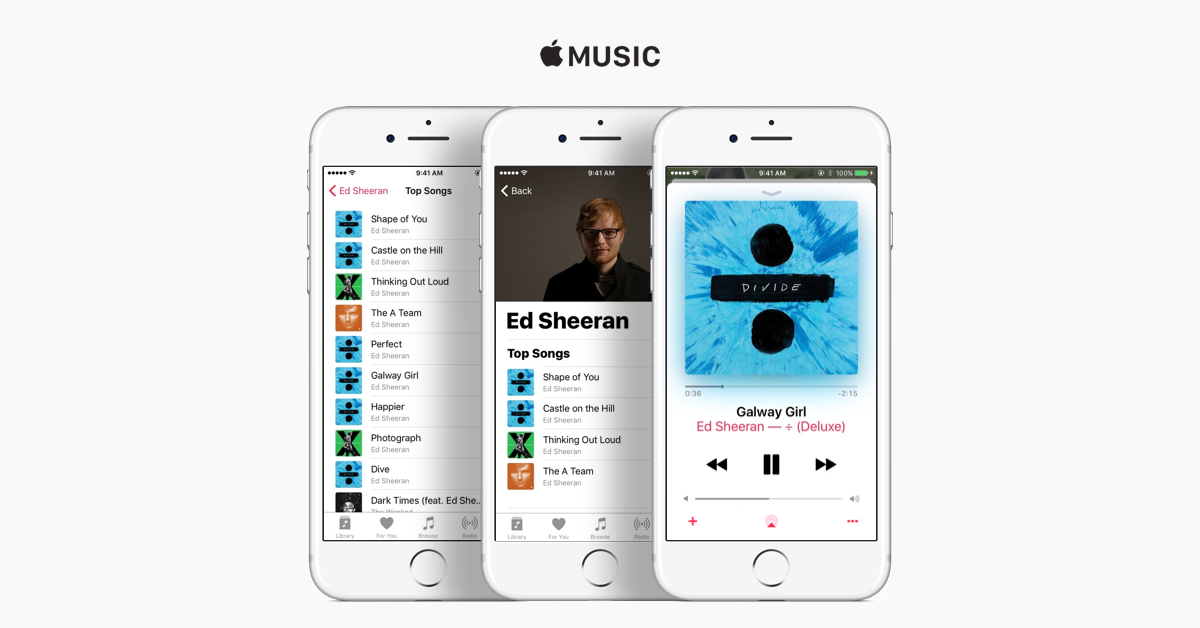 MUSIC
9:41 AM
Ed Sheeran Top Songs
Shape of You
Ed Sheeran
Castle on the Hill
Ed Sheeran
Thinking Out Loud
Ed Sheeran
The A Team
Ed Sheeran
Perfect
Ed Sheeran
Galway Girl
Ed Sheeran
Happier
Ed Sheeran
Photograph
Ed Sheeran
Dive
Ed Sheeran
Dark Times (feat. Ed She...
The Weeknd
Library For You Browse Radio
9:41 AM
Back
Ed Sheeran
Top Songs
Shape of You
Ed Sheeran
Castle on the Hill
Ed Sheeran
Thinking Out Loud
Ed Sheeran
The A Team
Ed Sheeran
Library For You Browse Radio
9:41 AM 100%
DIVIDE
0:36 -2:15
Galway Girl
Ed Sheeran — ÷ (Deluxe)